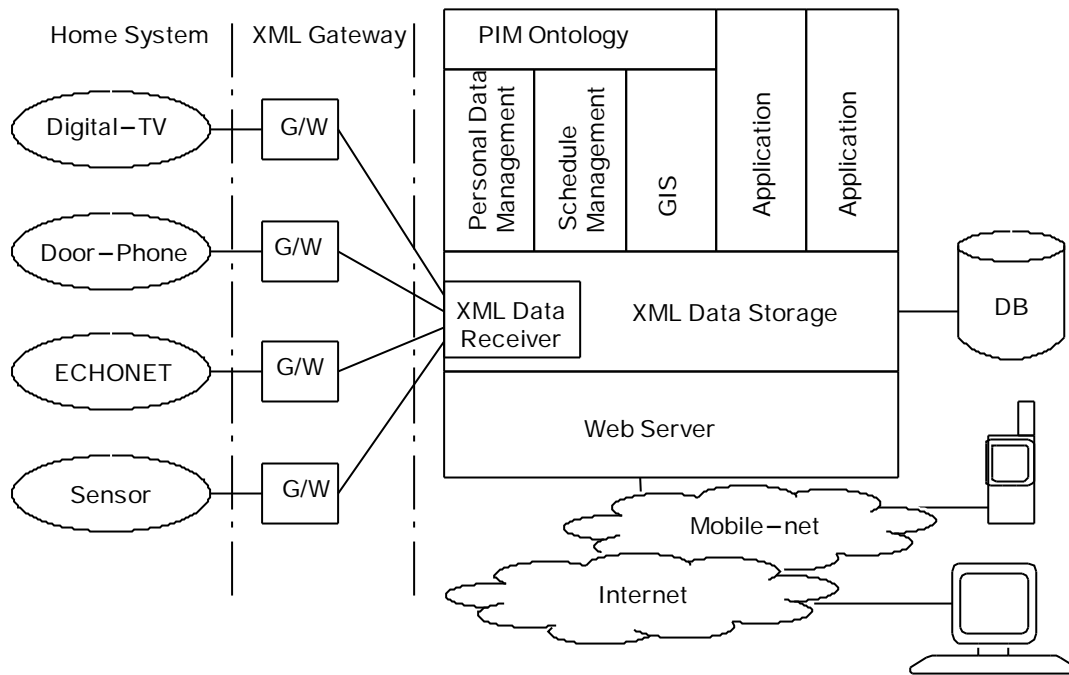 Home System
XML Gateway
PIM Ontology
Digital-TV
G/W
Personal Data
Management
Schedule
Management
GIS
Application
Application
Door-Phone
G/W
XML Data
Receiver
XML Data Storage
DB
ECHONET
G/W
Web Server
Sensor
G/W
Mobile-net
Internet